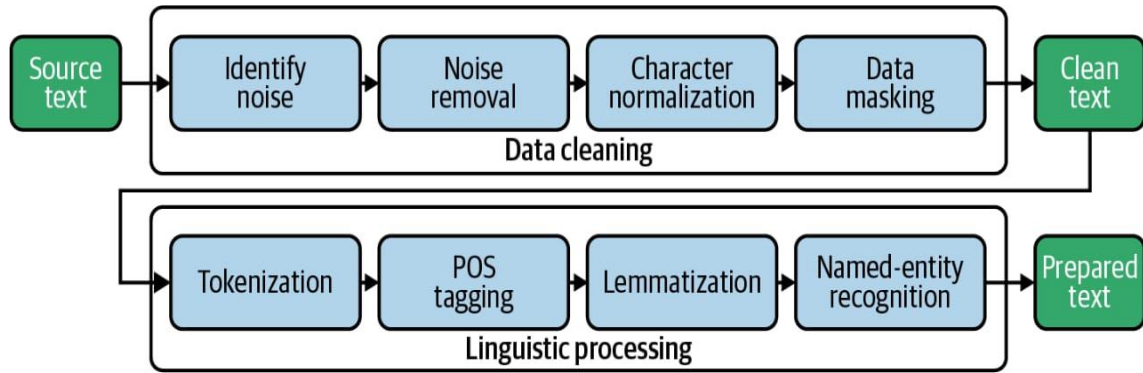 Source
text
Identify
noise
Noise
removal
Character
normalization
Data
masking
Clean
text
Data cleaning
Tokenization
POS
tagging
Lemmatization
Named-entity
recognition
Prepared
text
Linguistic processing